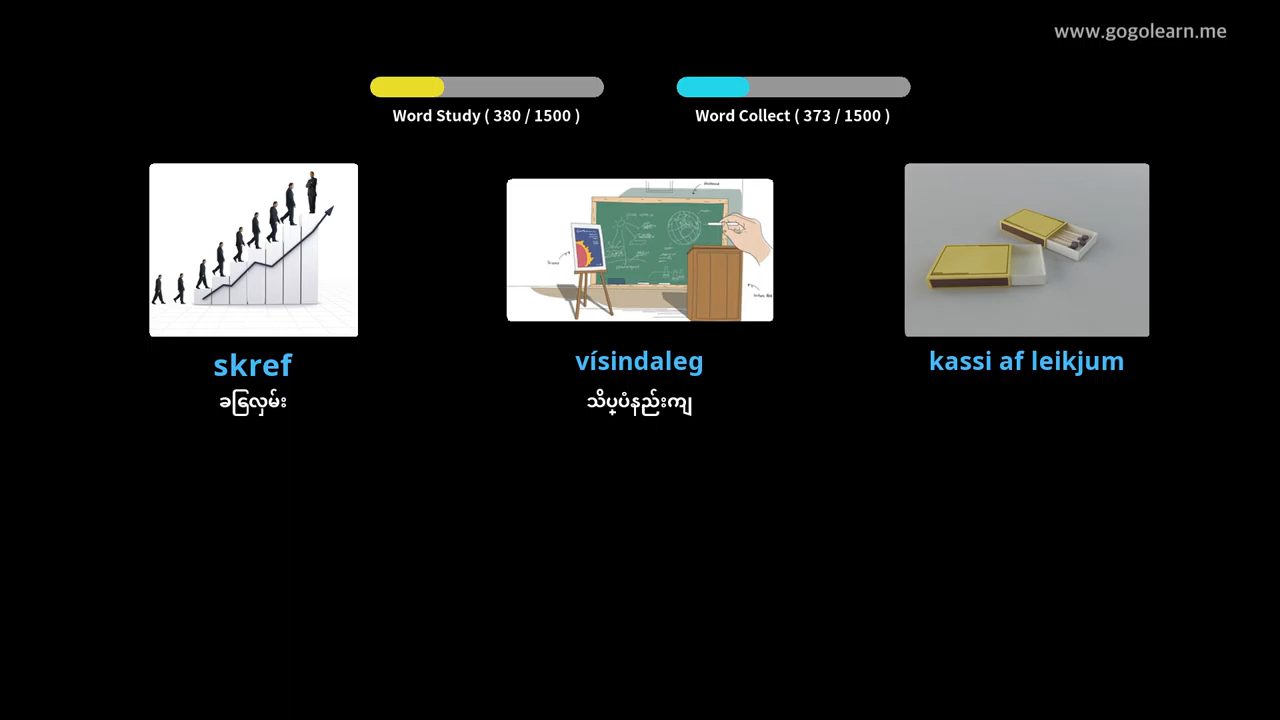 www.gogolearn.me
Word Study ( 380 / 1500 )
Word Collect ( 373 / 1500 )
skref
vísindaleg
kassi af leikjum
ခြေလှမ်း
သိပ္ပံနည်းကျ